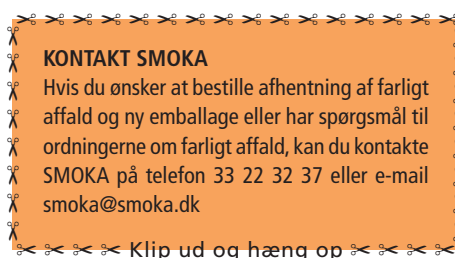 KONTAKT SMOKA
Hvis du ønsker at bestille afhentning af farligt
affald og ny emballage eller har spørgsmål til
ordningerne om farligt affald, kan du kontakte
SMOKA på telefon 33 22 32 37 eller e-mail
smoka@smoka.dk
Klip ud og hæng op